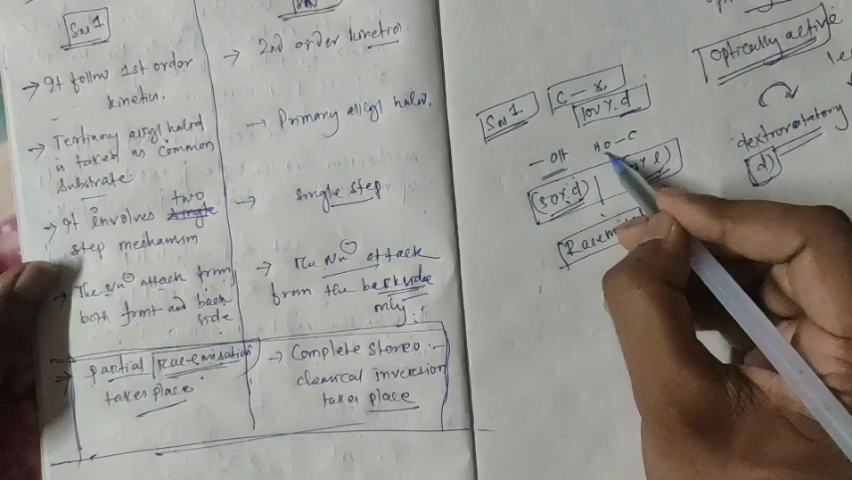 SN1
→ It follow 1st order
kinetics.
→ Tertiary alkyl halid
is taken as common
substrate.
→ It involves two
step mechanism
→ The Nu⊖ attack from
both front and back
side
→ partial Racemisation
takes place
SN
→ 2nd order kinetics
→ Primary alkyl halid.
→ single step
→ The Nu⊖ attack
from the backside
only
→ Complete stereo
chemical inversion
takes place
SN1
C-X
100% d
-OH
HO-C
(50% d) | l)
Optically active
dextrorotatory
(d)